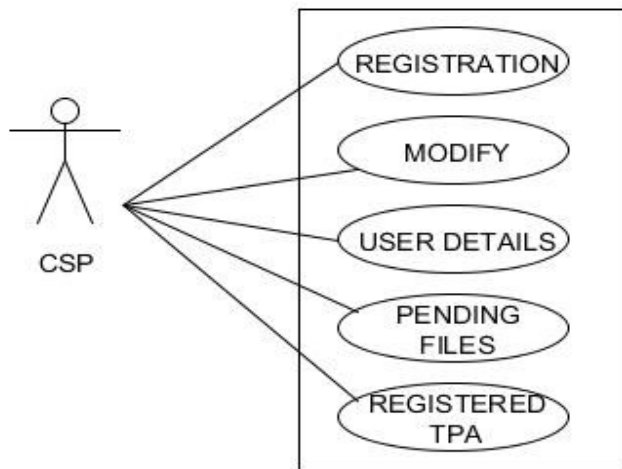 REGISTRATION
MODIFY
USER DETAILS
CSP
PENDING
FILES
REGISTERED
TPA